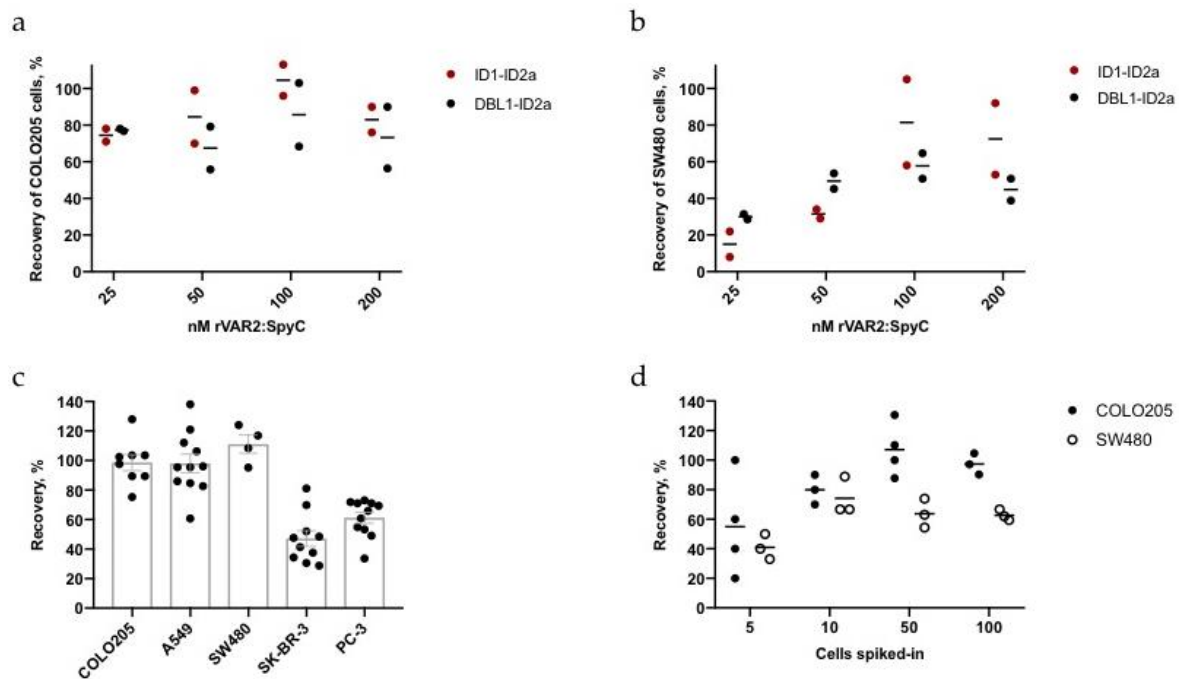 a
Recovery of COLO205 cells, %
100
80
60
40
20
0
25
50
100
200
nM rVAR2:SpyC
ID1-ID2a
DBL1-ID2a
b
Recovery of SW480 cells, %
100
80
60
40
20
0
25
50
100
200
nM rVAR2:SpyC
ID1-ID2a
DBL1-ID2a
c
Recovery, %
140
120
100
80
60
40
20
0
COLO205
A549
SW480
SK-BR-3
PC-3
d
Recovery, %
140
120
100
80
60
40
20
0
5
10
50
100
Cells spiked-in
COLO205
SW480